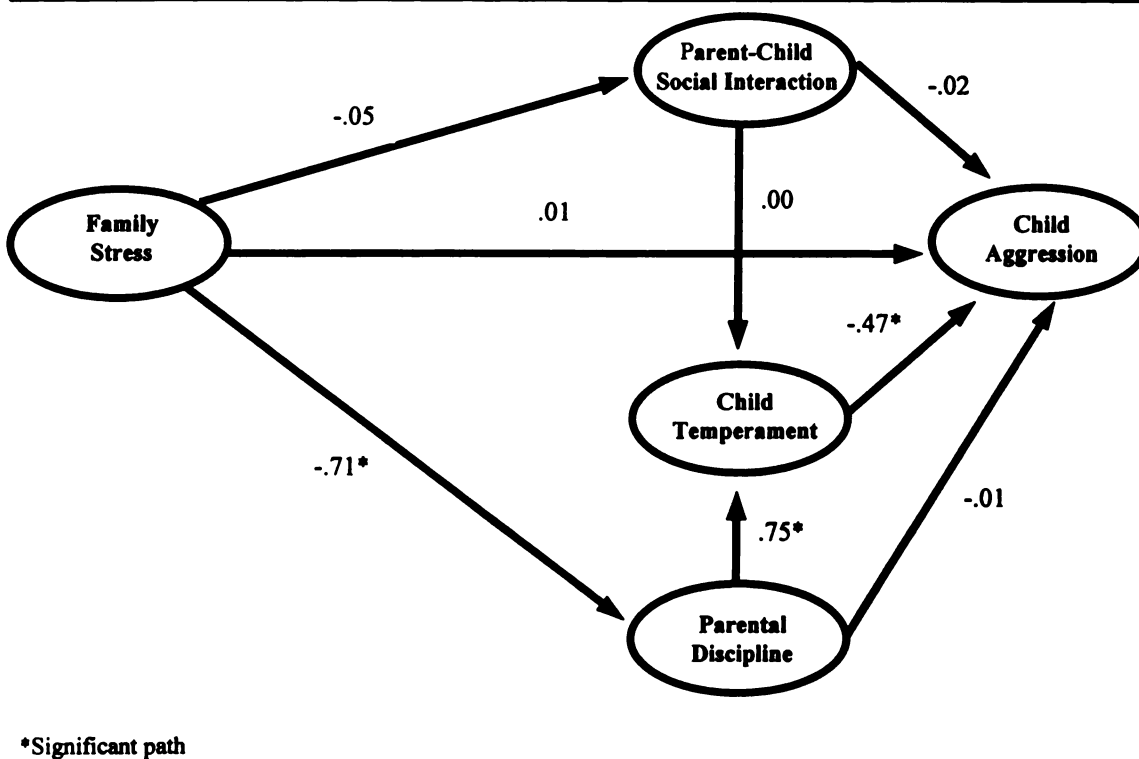 Parent-Child
Social Interaction
-.02
-.05
Family
Stress
.01
.00
Child
Aggression
-.47*
Child
Temperament
-.71*
.75*
-.01
Parental
Discipline
*Significant path